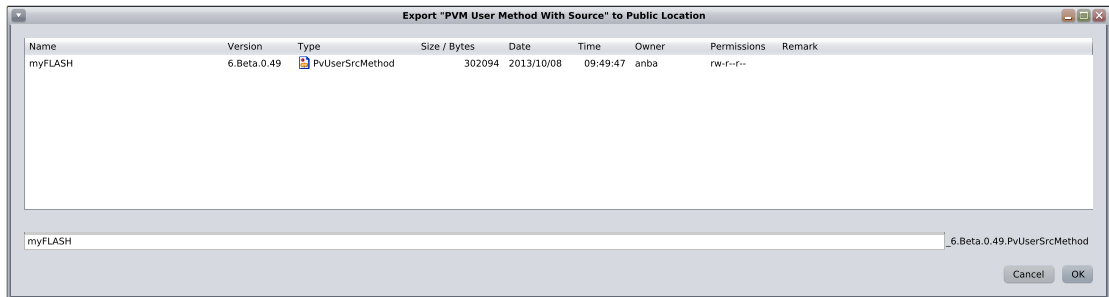 Export "PVM User Method With Source" to Public Location
Name Version Type Size / Bytes Date Time Owner Permissions Remark
myFLASH 6.Beta.0.49 PvUserSrcMethod 302094 2013/10/08 09:49:47 anba rw-r--r--
myFLASH _6.Beta.0.49.PvUserSrcMethod
Cancel OK